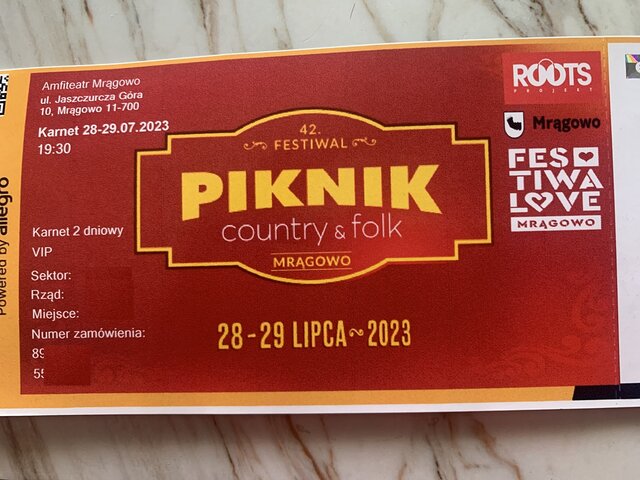 Powered by allegro
Amfiteatr Mrągowo
ul. Jaszczurcza Góra
10, Mrągowo 11-700
Karnet 28-29.07.2023
19:30
Karnet 2 dniowy
VIP
Sektor:
Rząd:
Miejsce:
Numer zamówienia:
42.
FESTIWAL
PIKNIK
country & folk
MRĄGOWO
28-29 LIPCA~2023
ROOTS
PROJEKT
Mrągowo
FES
TIWA
LOVE
MRĄGOWO